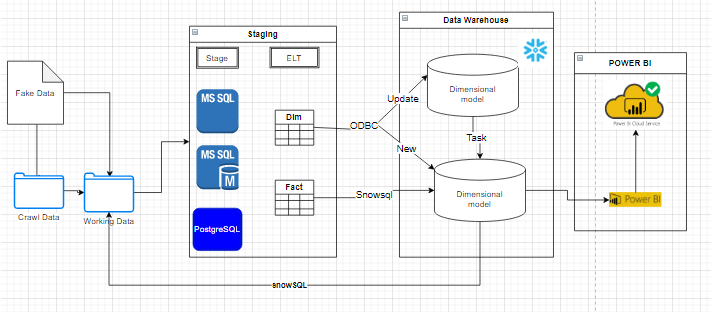 Staging
Data Warehouse
Stage
ELT
POWER BI
Fake Data
MS SQL
Dim
Update
ODBC
Dimensional
model
Power BI Cloud Service
New
Task
MS SQL
M
Fact
Snowsql
Dimensional
model
Power BI
Crawl Data
Working Data
PostgreSQL
snowSQL